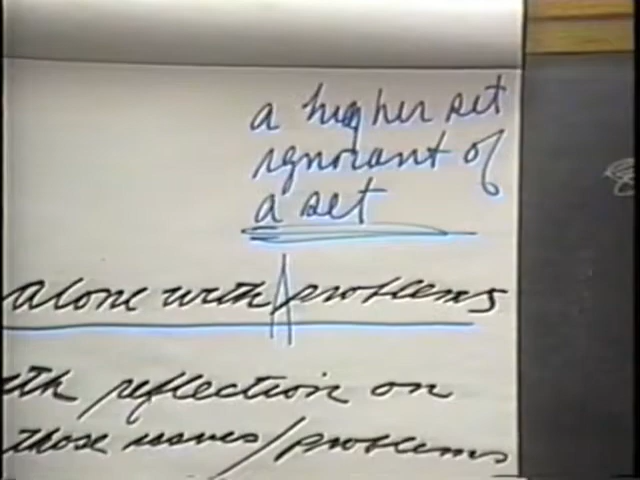 a higher set
ignorant of
a set
alone with problems
th reflection on
those issues/problems